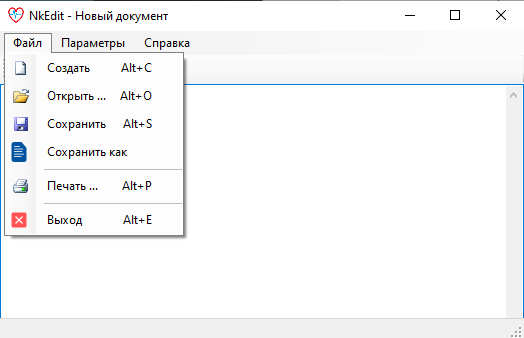 NkEdit - Новый документ
Файл Параметры Справка
Создать Alt+C
Открыть ... Alt+O
Сохранить Alt+S
Сохранить как
Печать ... Alt+P
Выход Alt+E